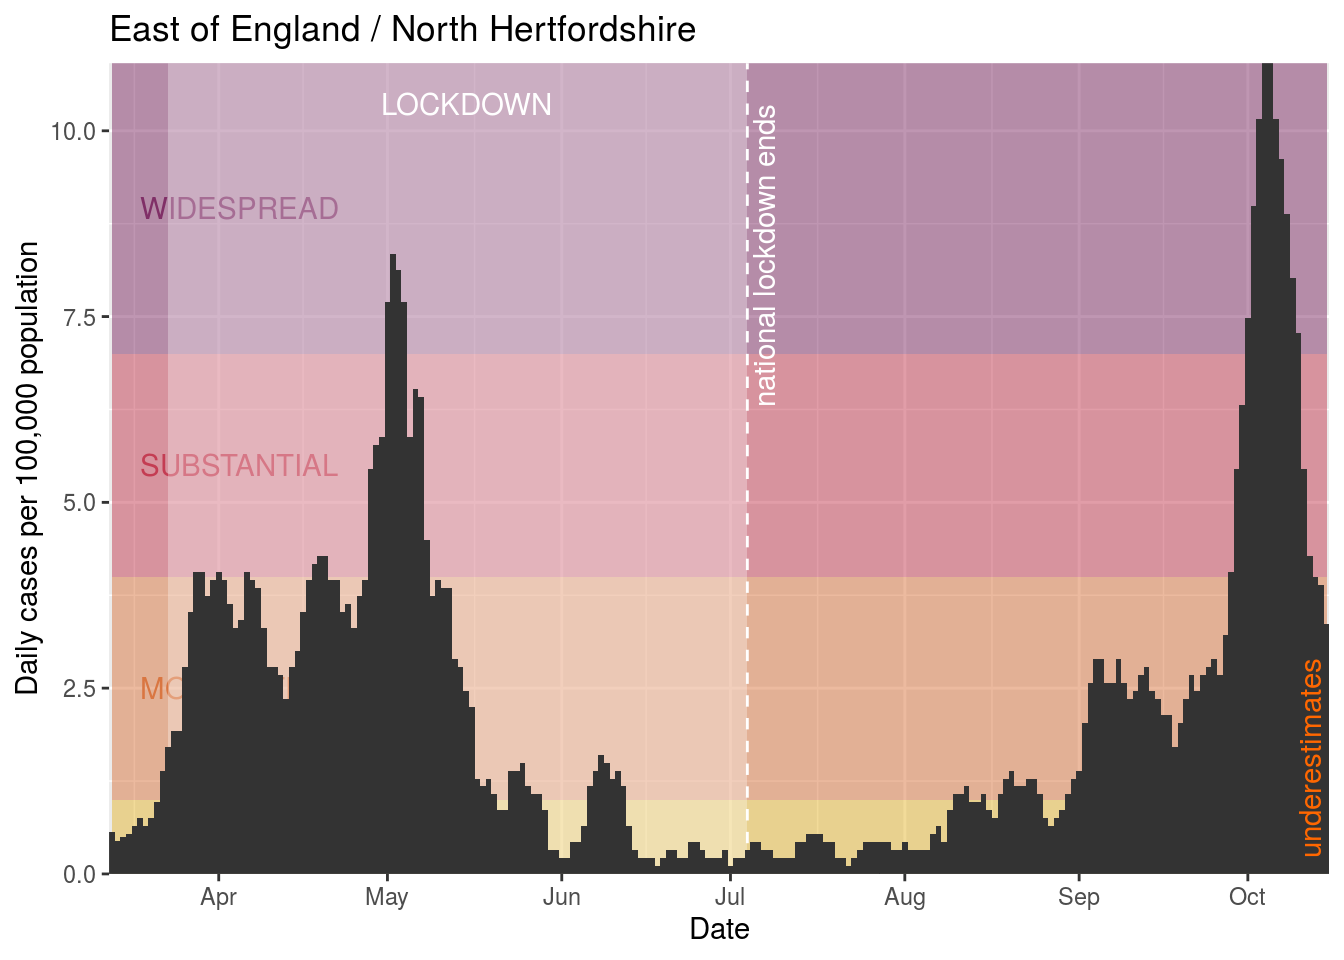 East of England / North Hertfordshire
LOCKDOWN
national lockdown ends
WIDESPREAD
SUBSTANTIAL
underestimates
Daily cases per 100,000 population
10.0
7.5
5.0
2.5
0.0
Apr
May
Jun
Jul
Aug
Sep
Oct
Date